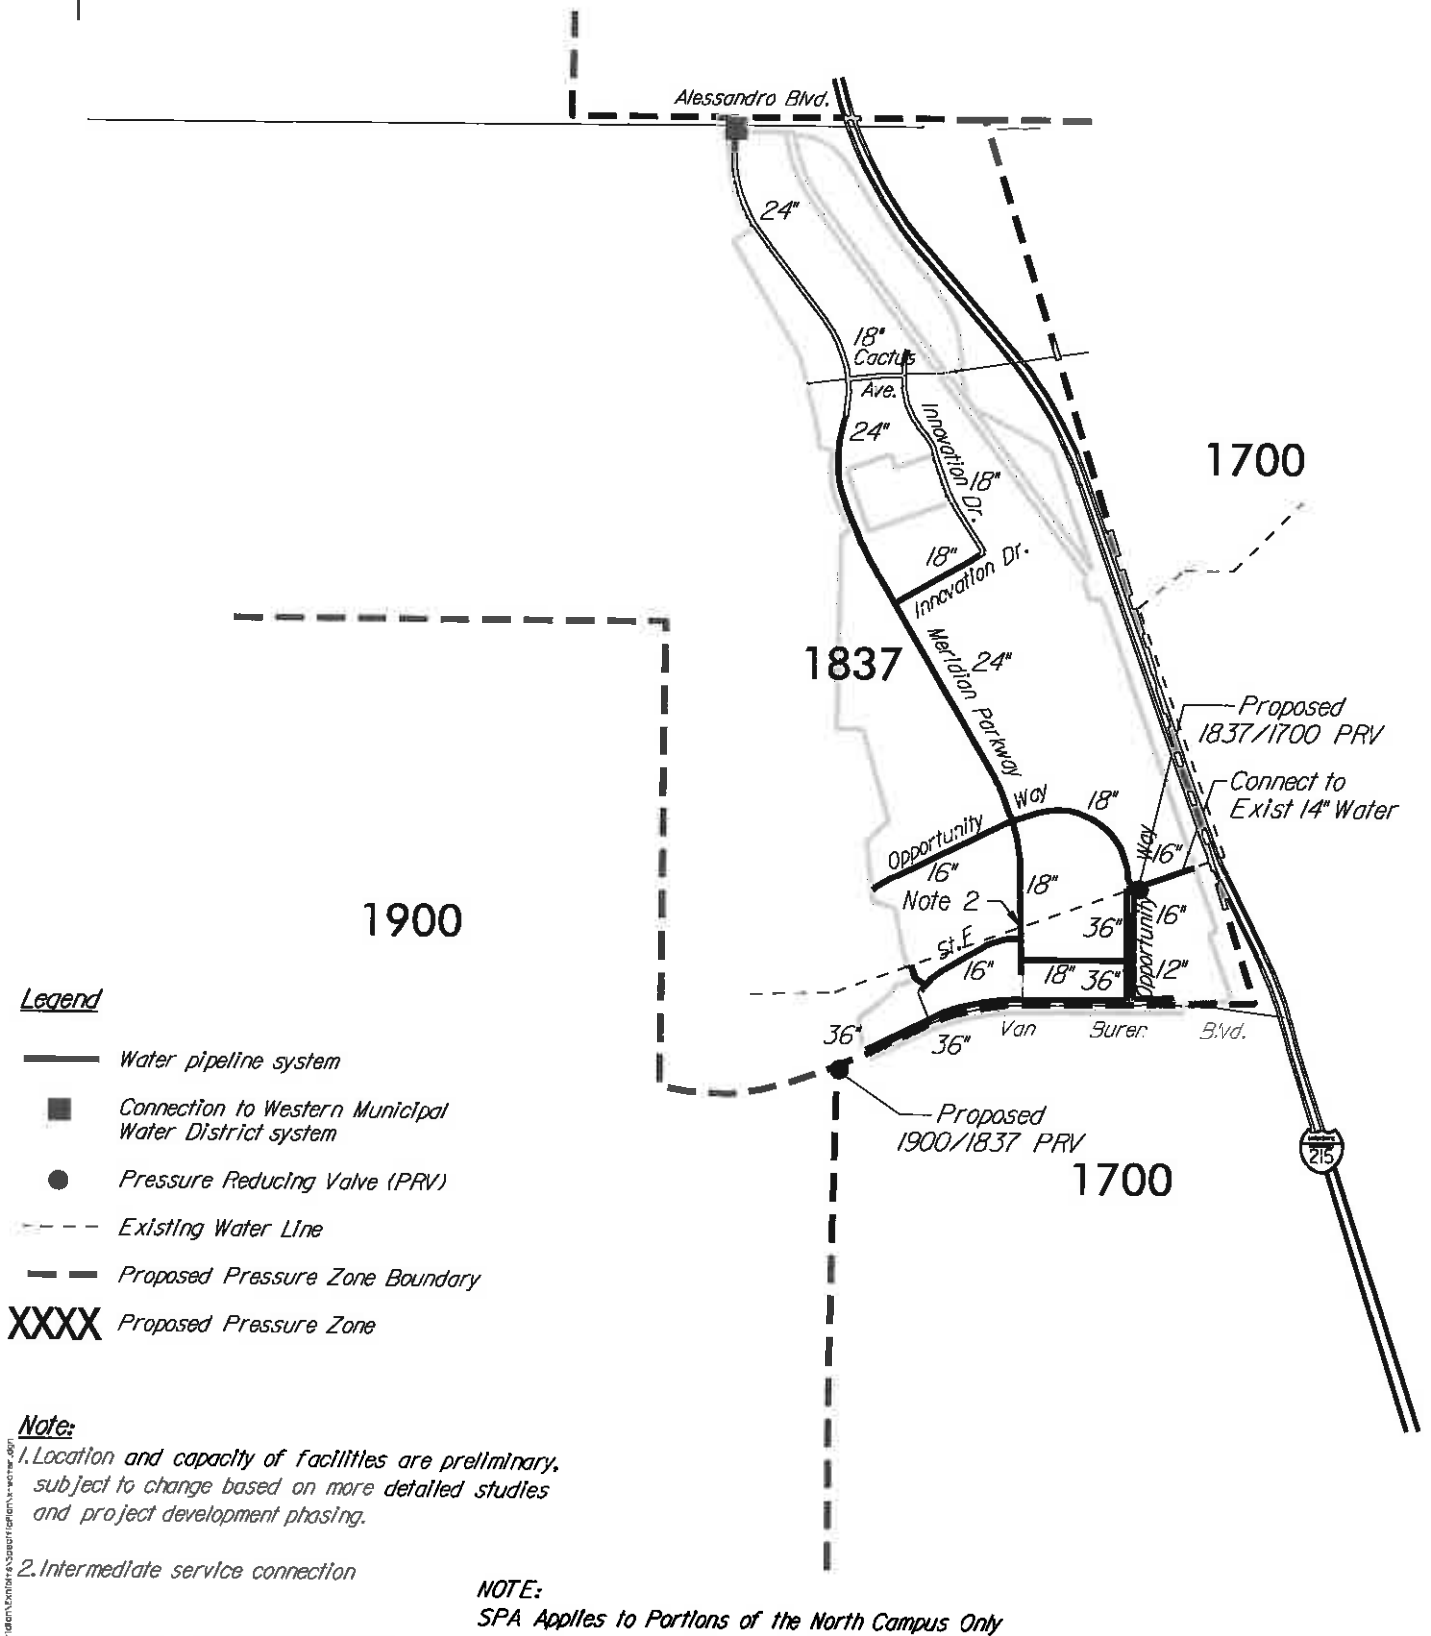 Alessandro Blvd.
24"
18"
Cactus
Ave.
24"
Innovation Dr.
18"
1700
18"
Innovation Dr.
Meridian Parkway
1837
24"
Proposed
1837/1700 PRV
Connect to
Exist 14" Water
Opportunity Way
18"
16"
Way
16"
18"
Note 2
1900
36"
Opportunity
16"
St. E
16"
18"
36"
12"
36"
36"
Van Buren Blvd.
Proposed
1900/1837 PRV
1700
215
Legend
Water pipeline system
Connection to Western Municipal
Water District system
Pressure Reducing Valve (PRV)
Existing Water Line
Proposed Pressure Zone Boundary
XXXX Proposed Pressure Zone
Note:
1. Location and capacity of facilities are preliminary,
subject to change based on more detailed studies
and project development phasing.
2. Intermediate service connection
NOTE:
SPA Applies to Portions of the North Campus Only